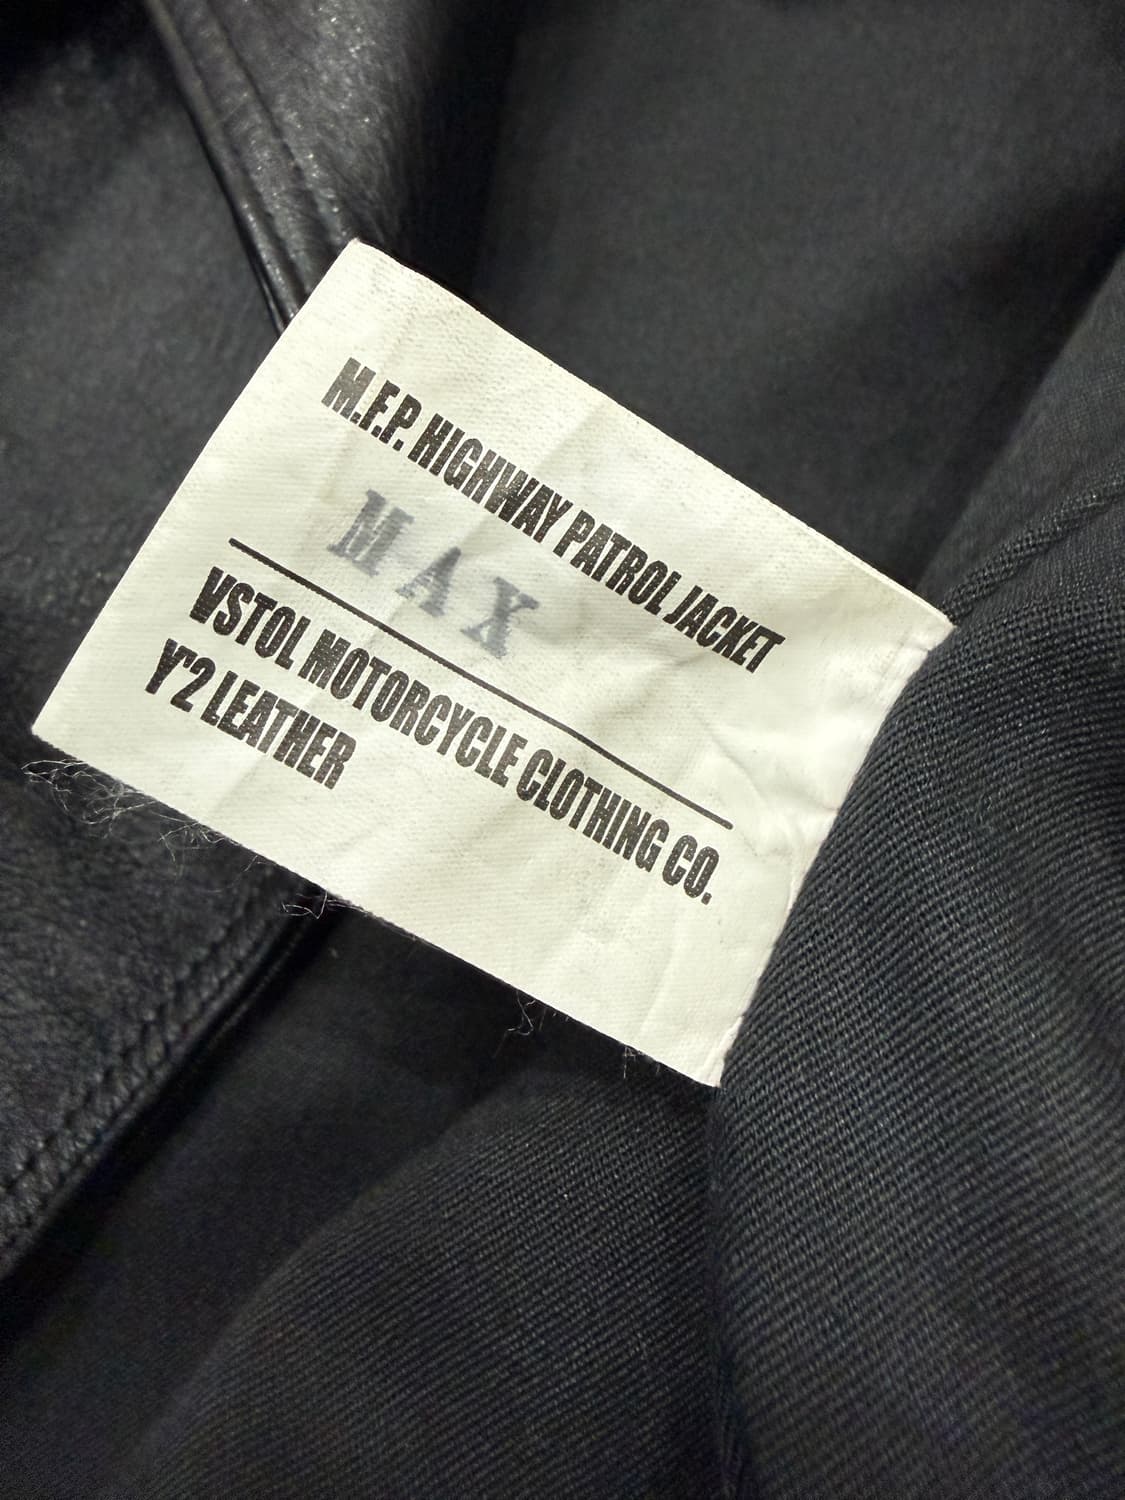 M.F.P. HIGHWAY PATROL JACKET
MAX
VSTOL MOTORCYCLE CLOTHING CO.
Y'2 LEATHER